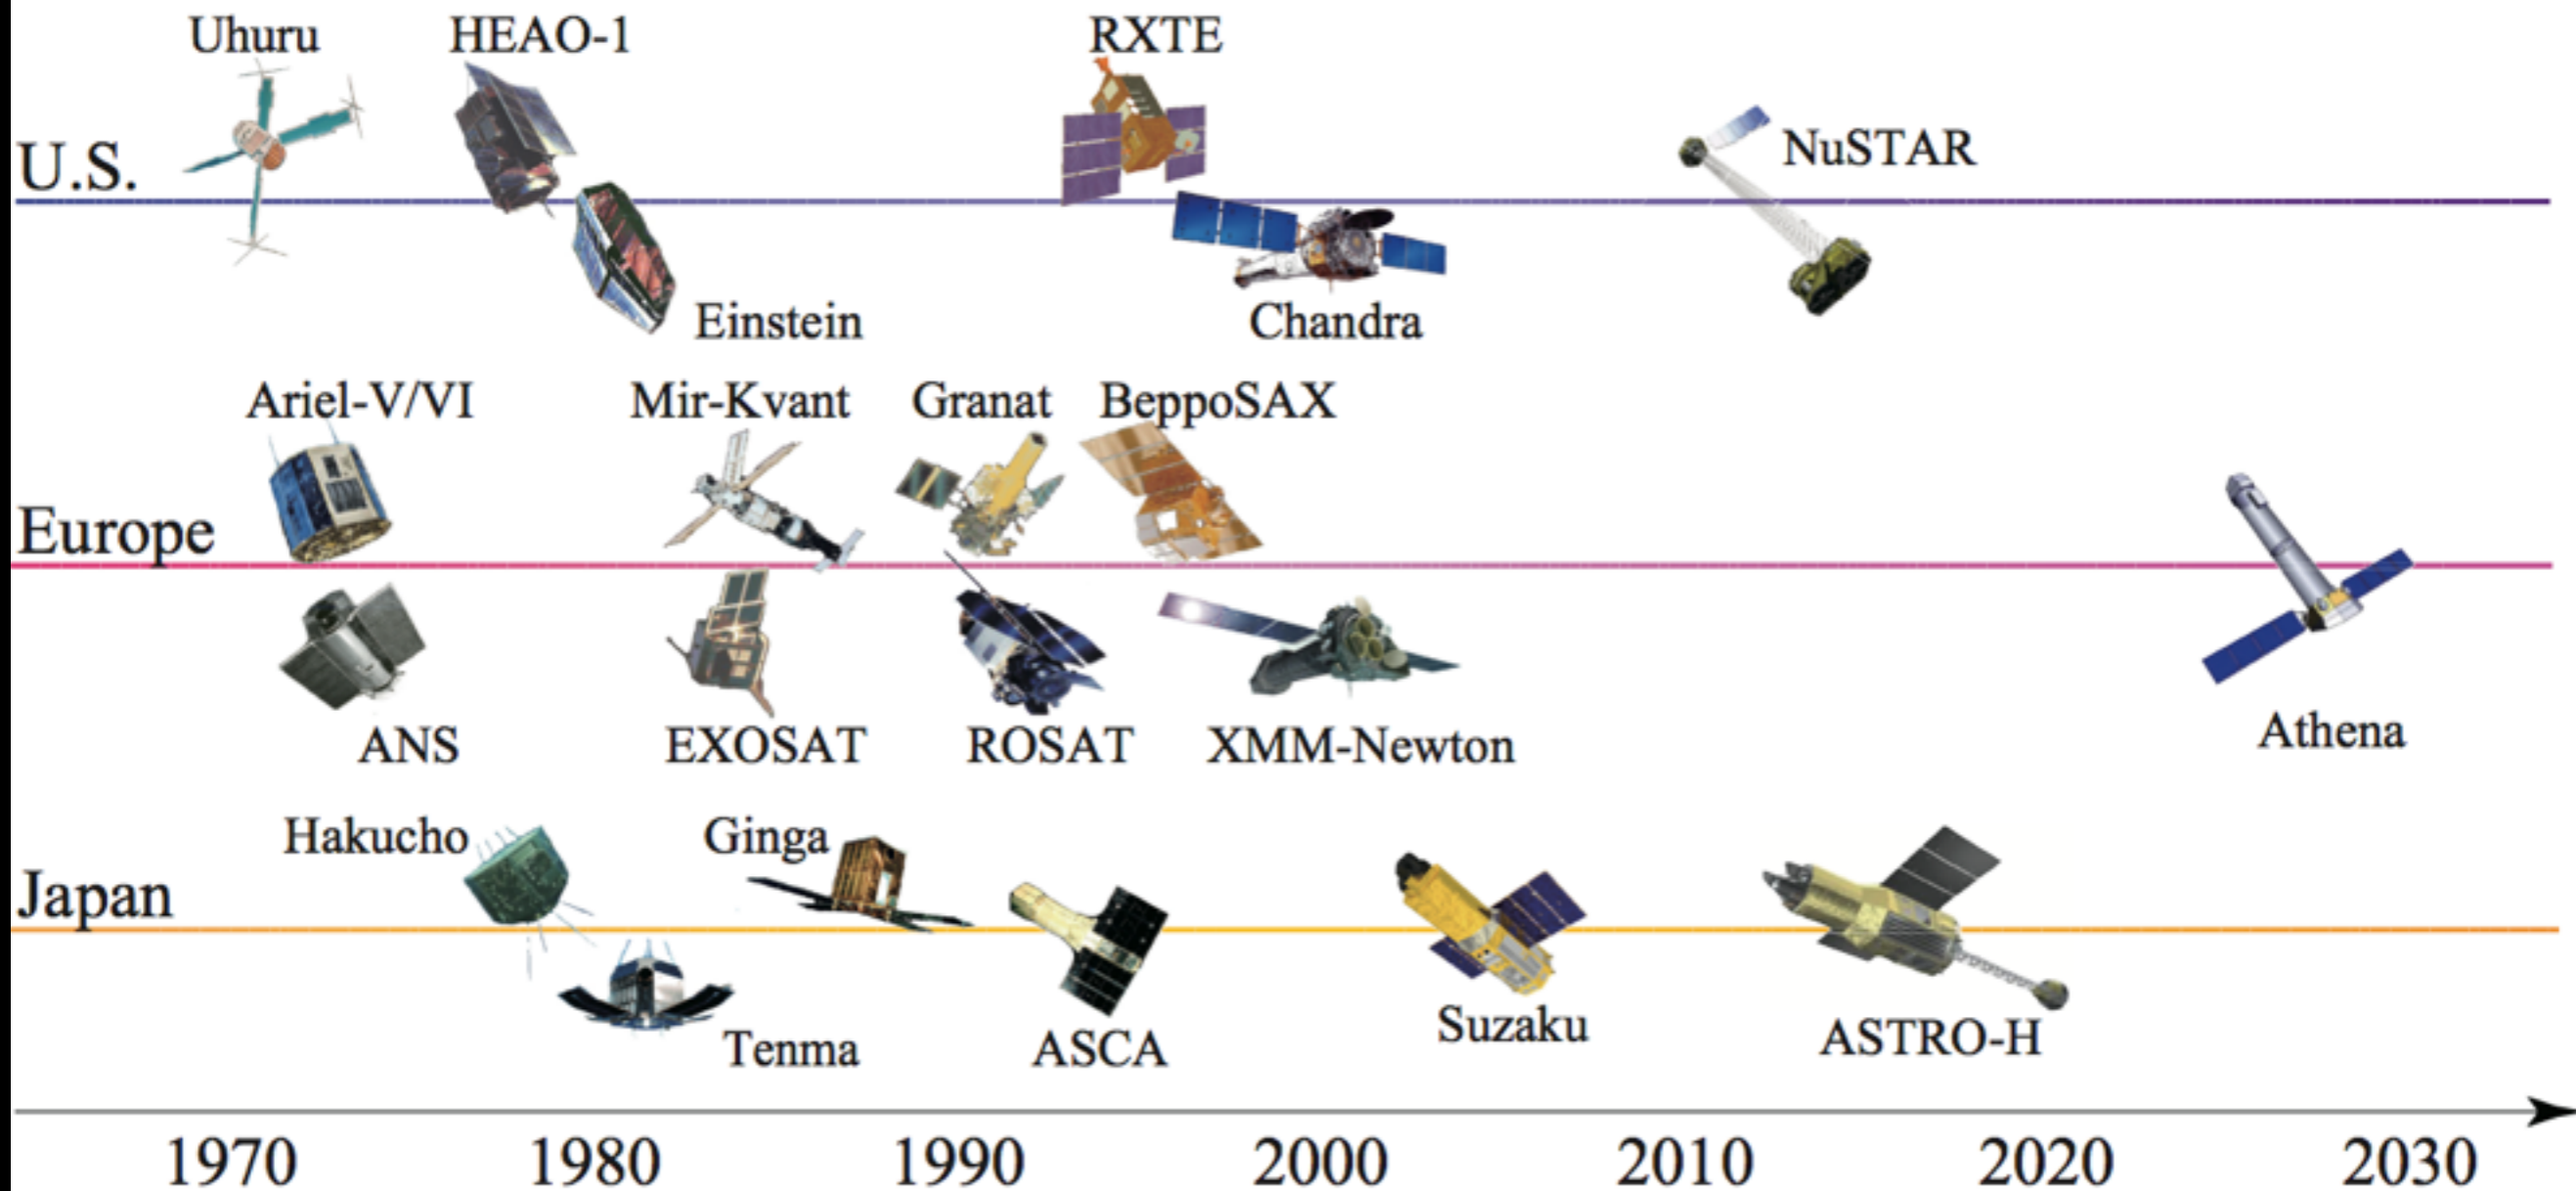 Uhuru HEAO-1 RXTE
NuSTAR
U.S.
Einstein Chandra
Ariel-V/VI Mir-Kvant Granat BeppoSAX
Europe
ANS EXOSAT ROSAT XMM-Newton Athena
Hakucho Ginga
Japan
Tenma ASCA Suzaku ASTRO-H
1970 1980 1990 2000 2010 2020 2030